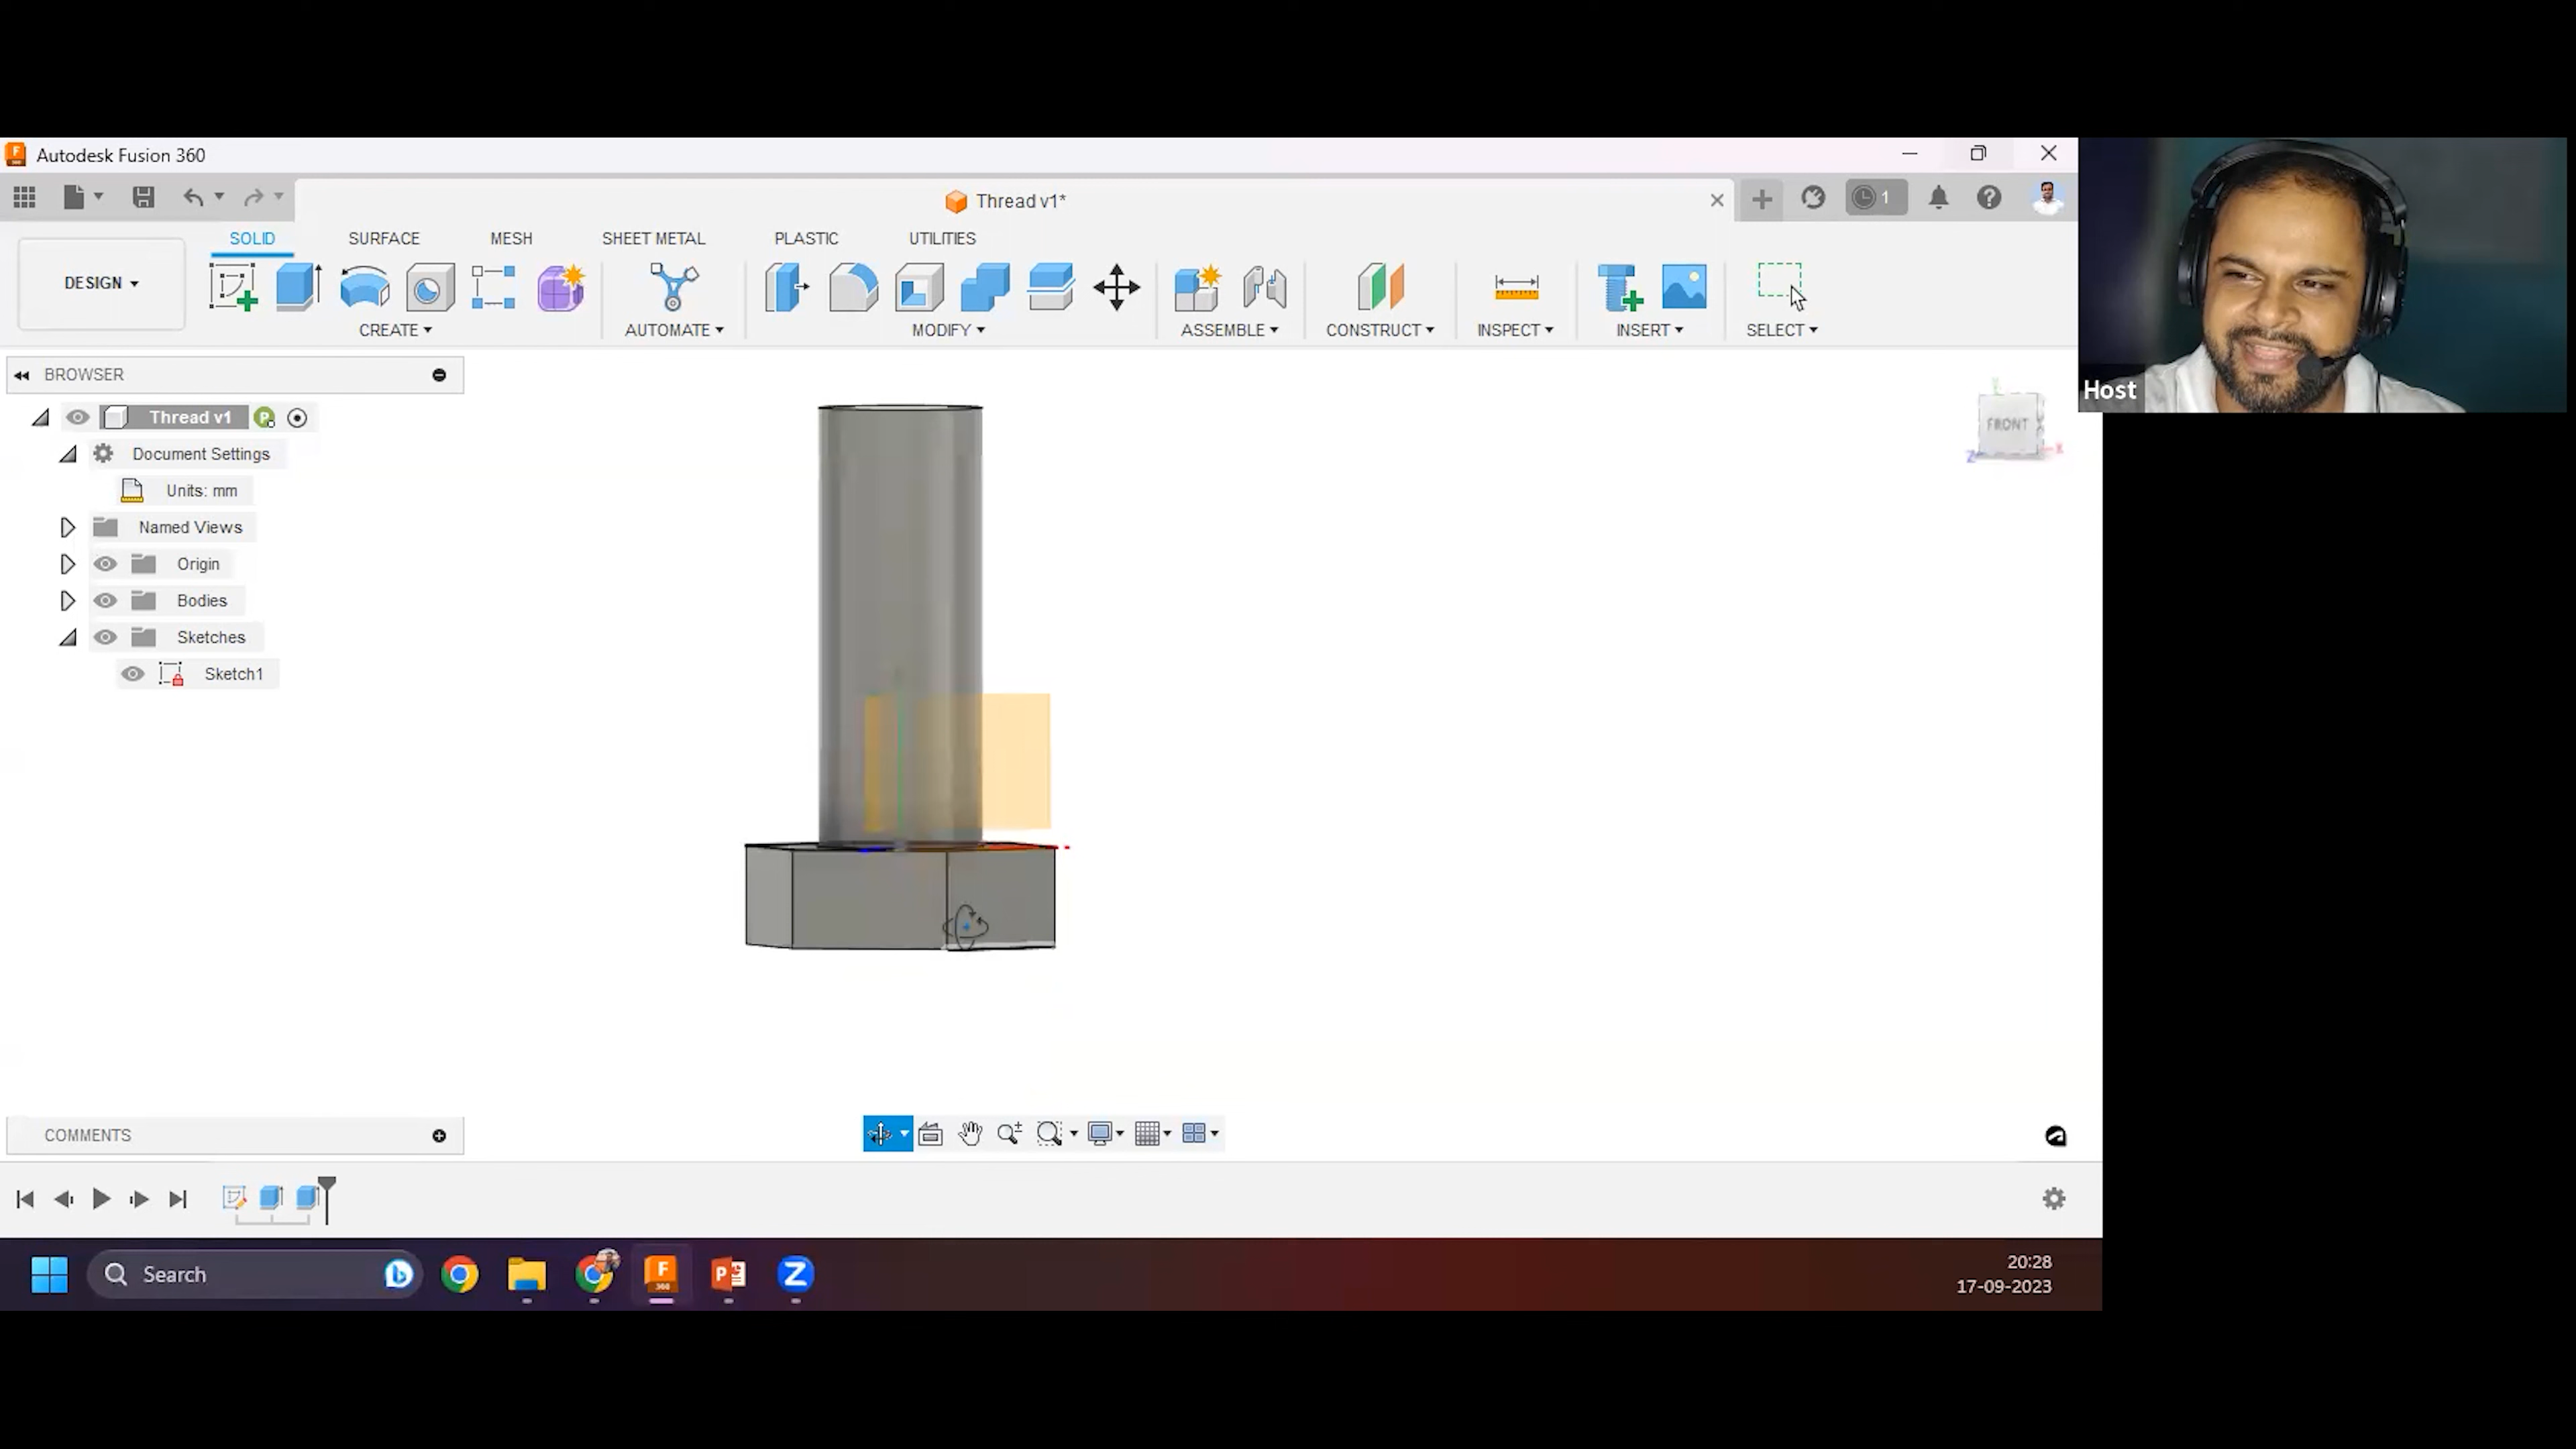 Autodesk Fusion 360
Thread v1*
1
SOLID
SURFACE
MESH
SHEET METAL
PLASTIC
UTILITIES
DESIGN
CREATE
AUTOMATE
MODIFY
ASSEMBLE
CONSTRUCT
INSPECT
INSERT
SELECT
Host
BROWSER
Thread v1
Document Settings
Units: mm
Named Views
Origin
Bodies
Sketches
Sketch1
FRONT
Z
X
COMMENTS
Search
20:28
17-09-2023